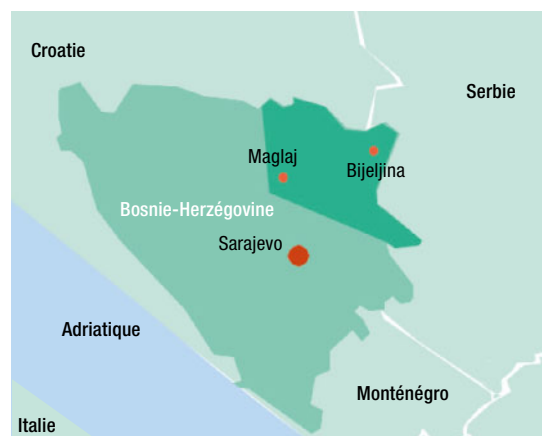 Croatie
Serbie
Maglaj
Bijeljina
Bosnie-Herzégovine
Sarajevo
Adriatique
Monténégro
Italie